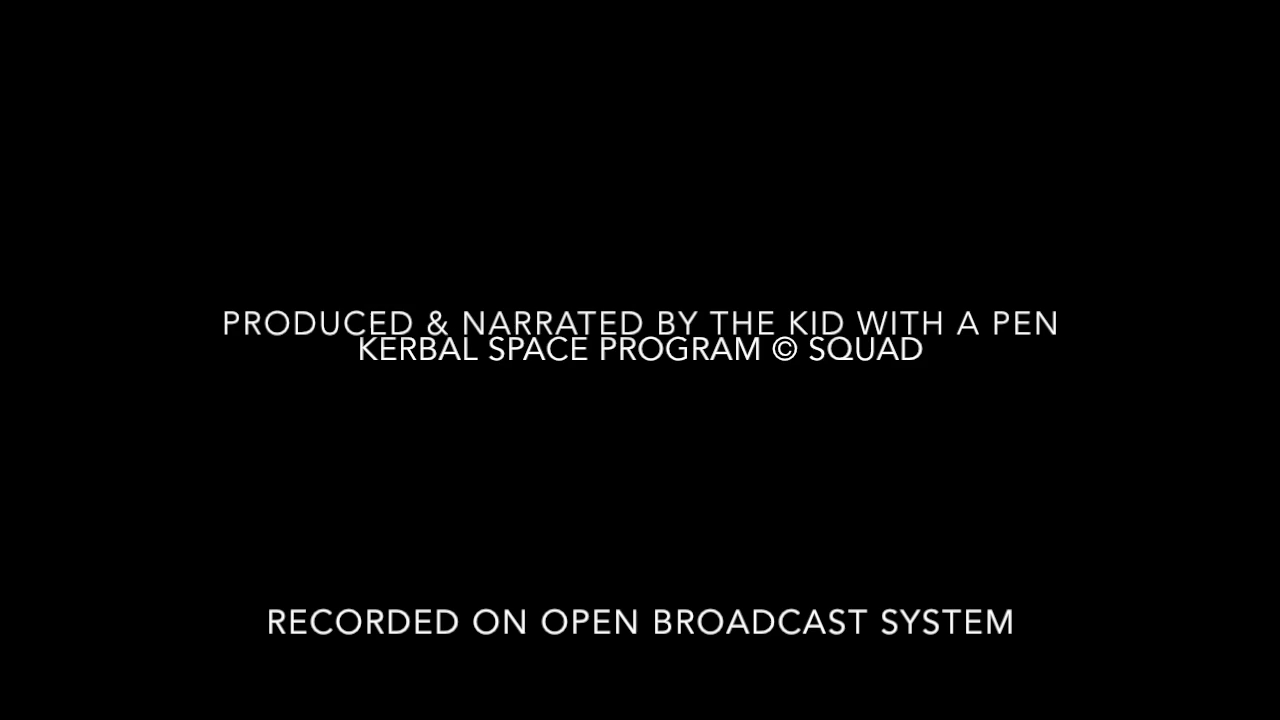 PRODUCED & NARRATED BY THE KID WITH A PEN
KERBAL SPACE PROGRAM © SQUAD
RECORDED ON OPEN BROADCAST SYSTEM